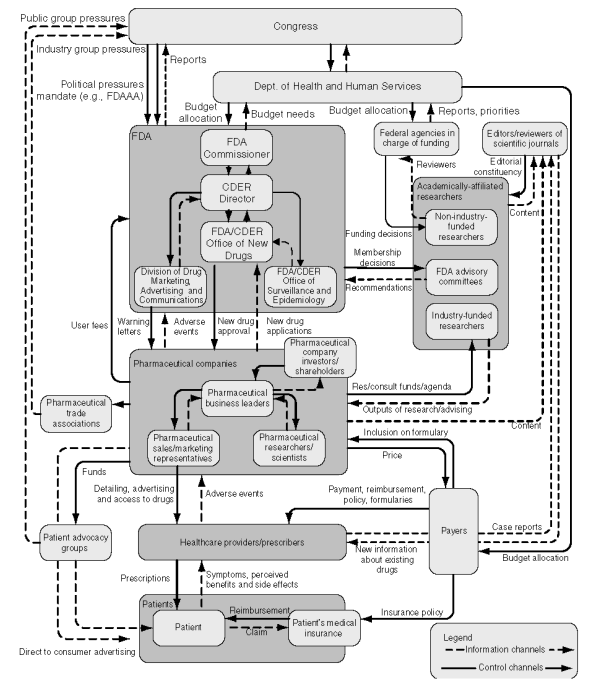 Public group pressures
Congress
Industry group pressures
Reports
Political pressures
mandate (e.g., FDAAA)
Dept. of Health and Human Services
Budget
allocation
Budget needs
Budget allocation
Reports, priorities
FDA
FDA
Commissioner
Federal agencies in
charge of funding
Editors/reviewers of
scientific journals
Reviewers
Editorial
constituency
CDER
Director
Academically-affiliated
researchers
Content
Non-industry-
funded
researchers
FDA/CDER
Office of New
Drugs
Funding decisions
Membership
decisions
Division of Drug
Marketing,
Advertising and
Communications
FDA/CDER
Office of
Surveillance and
Epidemiology
FDA advisory
committees
Recommendations
Industry-funded
researchers
User fees
Warning
letters
Adverse
events
New drug
approval
New drug
applications
Pharmaceutical companies
Pharmaceutical
company
investors/
shareholders
Pharmaceutical
business leaders
Res/consult funds/agenda
Outputs of research/advising
Pharmaceutical
trade
associations
Content
Pharmaceutical
sales/marketing
representatives
Pharmaceutical
researchers/
scientists
Inclusion on formulary
Price
Funds
Detailing, advertising
and access to drugs
Adverse events
Payment, reimbursement,
policy, formularies
Payers
Case reports
Patient advocacy
groups
Healthcare providers/prescribers
New information
about existing
drugs
Budget allocation
Prescriptions
Symptoms, perceived
benefits and side effects
Patients
Reimbursement
Insurance policy
Patient
Claim
Patient's medical
insurance
Direct to consumer advertising
Legend
Information channels
Control channels